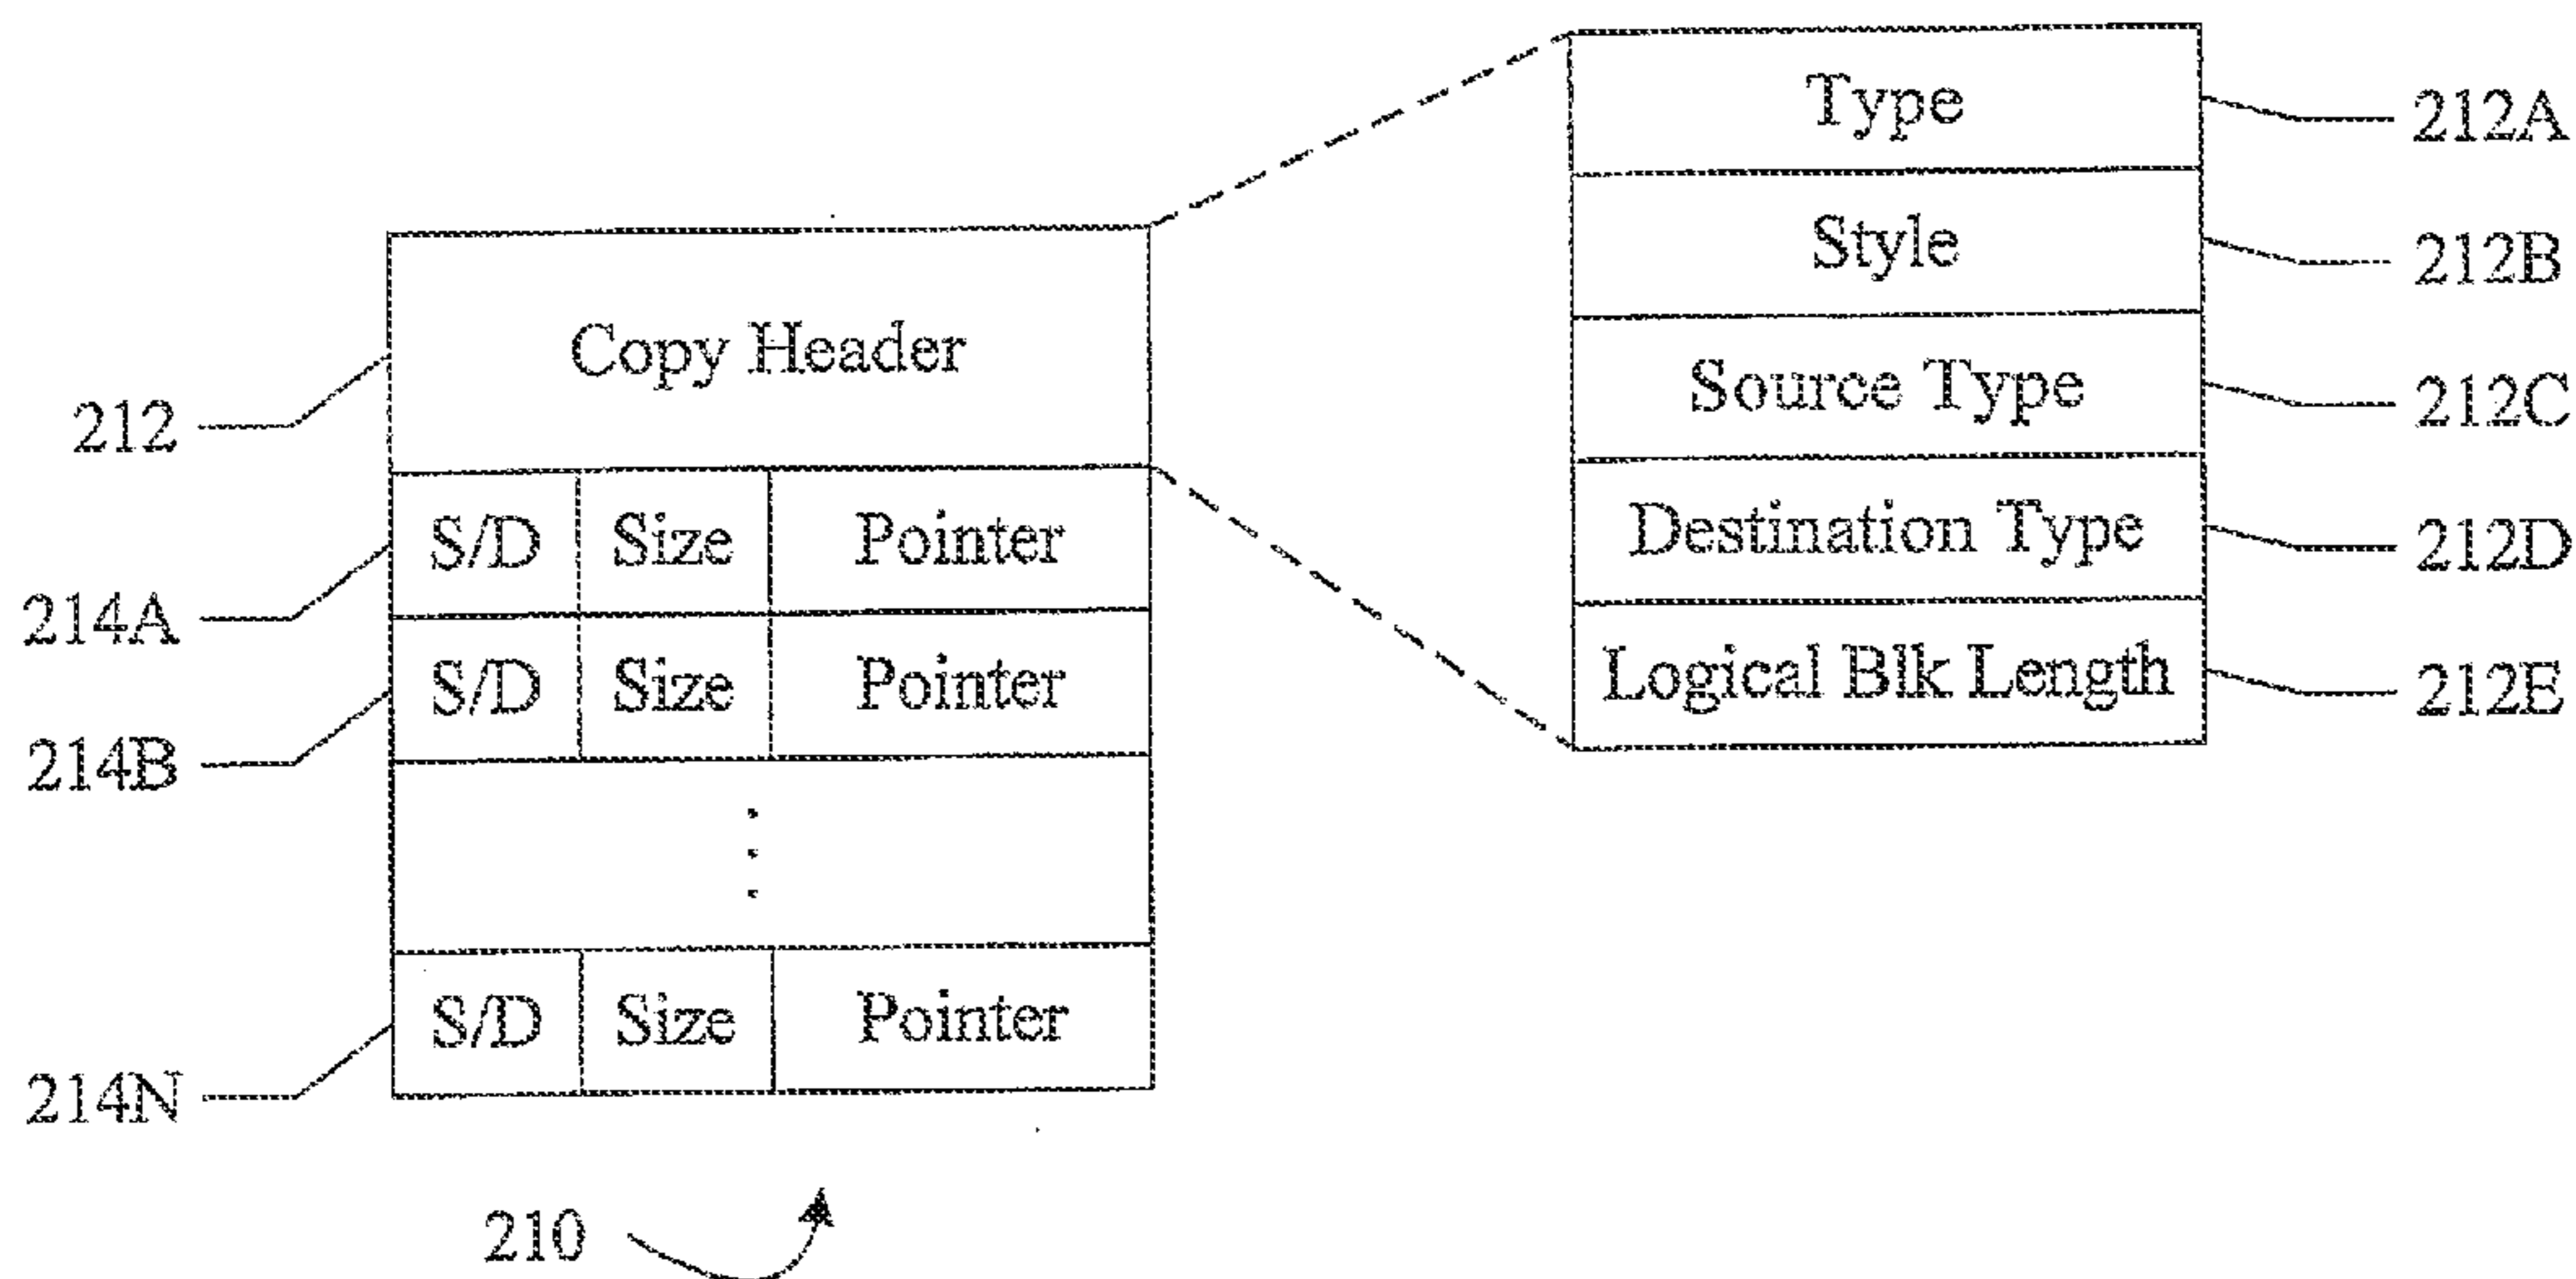 Copy Header
212
S/D Size Pointer
214A
S/D Size Pointer
214B
S/D Size Pointer
214N
210
Type
212A
Style
212B
Source Type
212C
Destination Type
212D
Logical Blk Length
212E